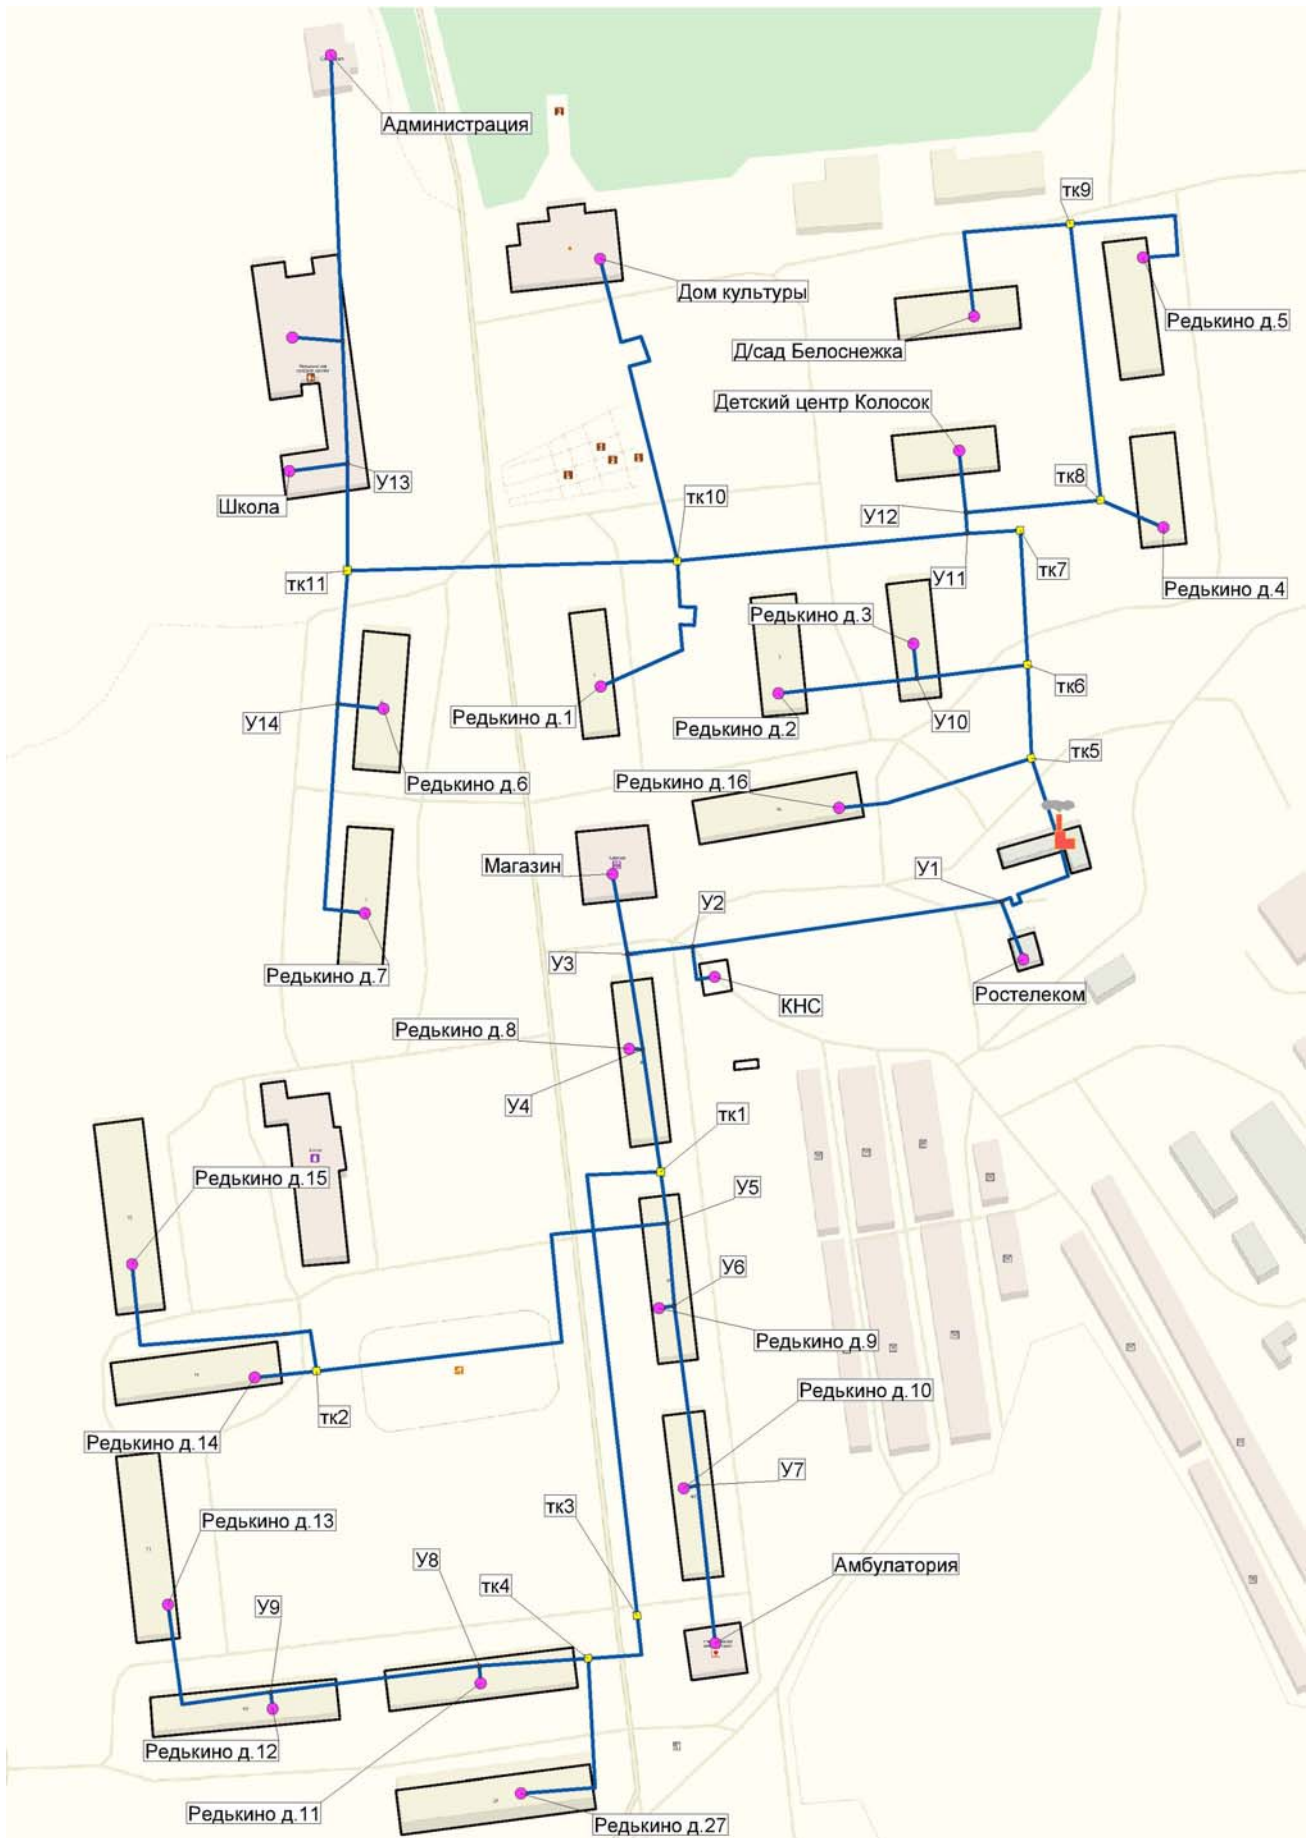 Администрация
тк9
Дом культуры
Редькино д.5
Д/сад Белоснежка
Детский центр Колосок
У13
тк8
Школа
тк10
У12
тк11
У11
тк7
Редькино д.4
Редькино д.3
тк6
У14
Редькино д.1
Редькино д.2
У10
тк5
Редькино д.6
Редькино д.16
Магазин
У1
У2
Редькино д.7
У3
Ростелеком
КНС
Редькино д.8
У4
тк1
Редькино д.15
У5
У6
Редькино д.9
Редькино д.10
тк2
Редькино д.14
У7
тк3
Редькино д.13
У8
Амбулатория
тк4
У9
Редькино д.12
Редькино д.11
Редькино д.27